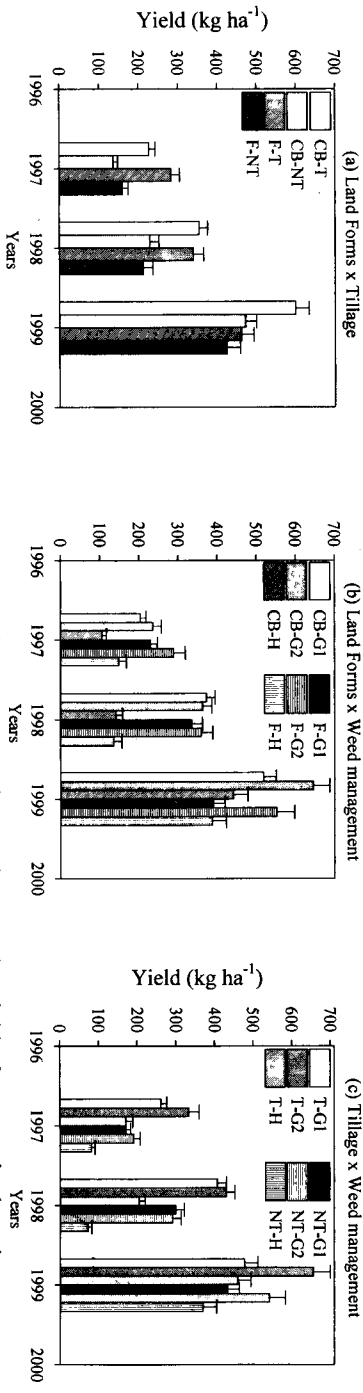 (a) Land Forms x Tillage
Yield (kg ha-1)
0 100 200 300 400 500 600 700
CB-T
CB-NT
F-T
F-NT
1996 1997 1998 1999 2000
Years
(b) Land Forms x Weed management
0 100 200 300 400 500 600 700
CB-G1 F-G1
CB-G2 F-G2
CB-H F-H
1996 1997 1998 1999 2000
Years
(c) Tillage x Weed management
Yield (kg ha-1)
0 100 200 300 400 500 600 700
T-G1 NT-G1
T-G2 NT-G2
T-H NT-H
1996 1997 1998 1999 2000
Years